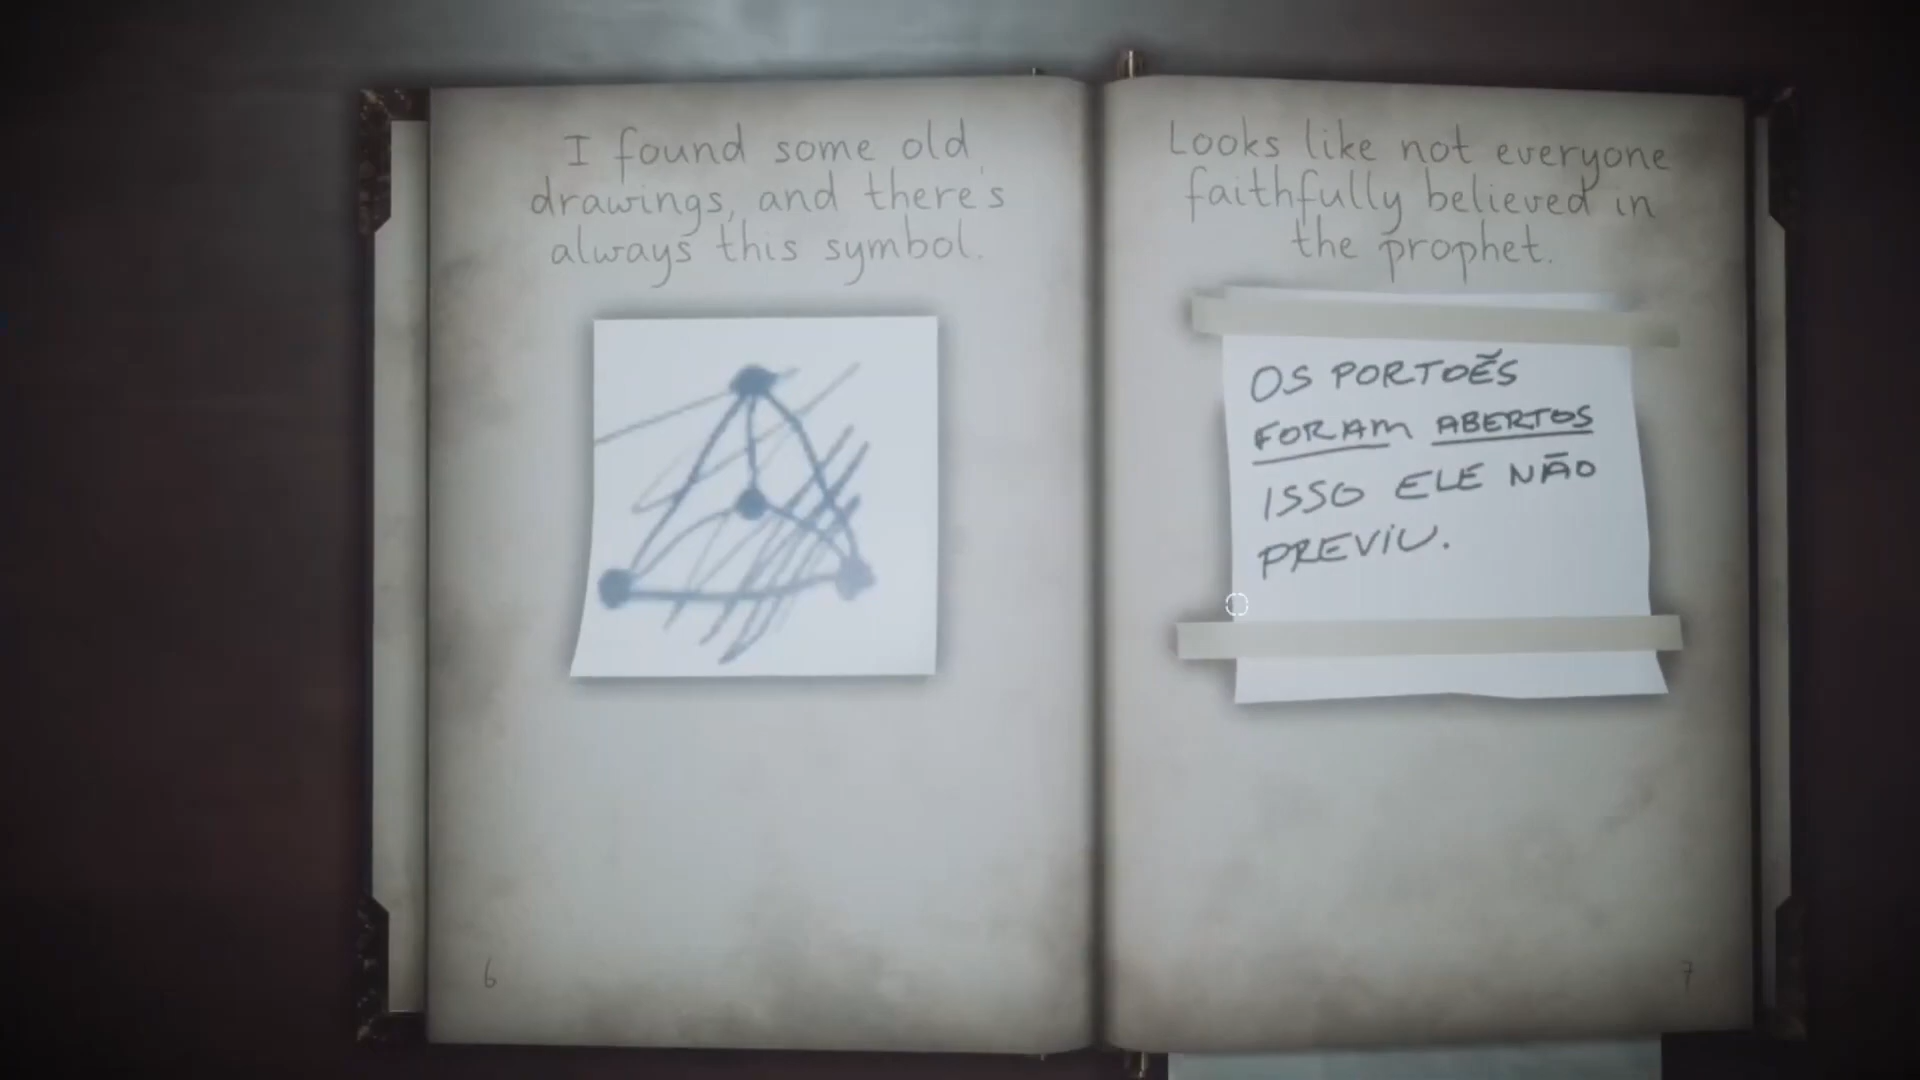 I found some old
drawings, and there's
always this symbol.
6
Looks like not everyone
faithfully believed in
the prophet.
OS PORTOẼS
FORAM ABERTOS
ISSO ELE NÃO
PREVIU.
7